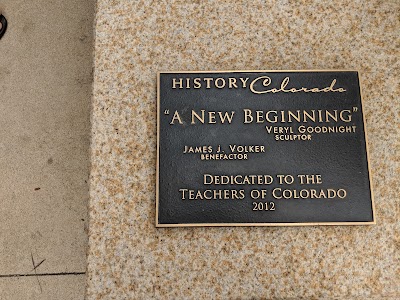 HISTORY Colorado
"A NEW BEGINNING"
VERYL GOODNIGHT
SCULPTOR
JAMES J. VOLKER
BENEFACTOR
DEDICATED TO THE
TEACHERS OF COLORADO
2012